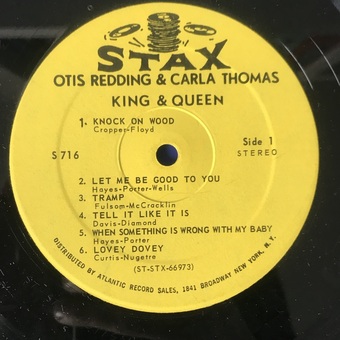 STAX
OTIS REDDING & CARLA THOMAS
KING & QUEEN
1. KNOCK ON WOOD
Cropper-Floyd
S 716
Side 1
STEREO
2. LET ME BE GOOD TO YOU
Hayes-Porter-Wells
3. TRAMP
Fulsom-McCracklin
4. TELL IT LIKE IT IS
Davis-Diamond
5. WHEN SOMETHING IS WRONG WITH MY BABY
Hayes-Porter
6. LOVEY DOVEY
Curtis-Nugetre
(ST-STX-66973)
DISTRIBUTED BY ATLANTIC RECORD SALES, 1841 BROADWAY NEW YORK, N.Y.